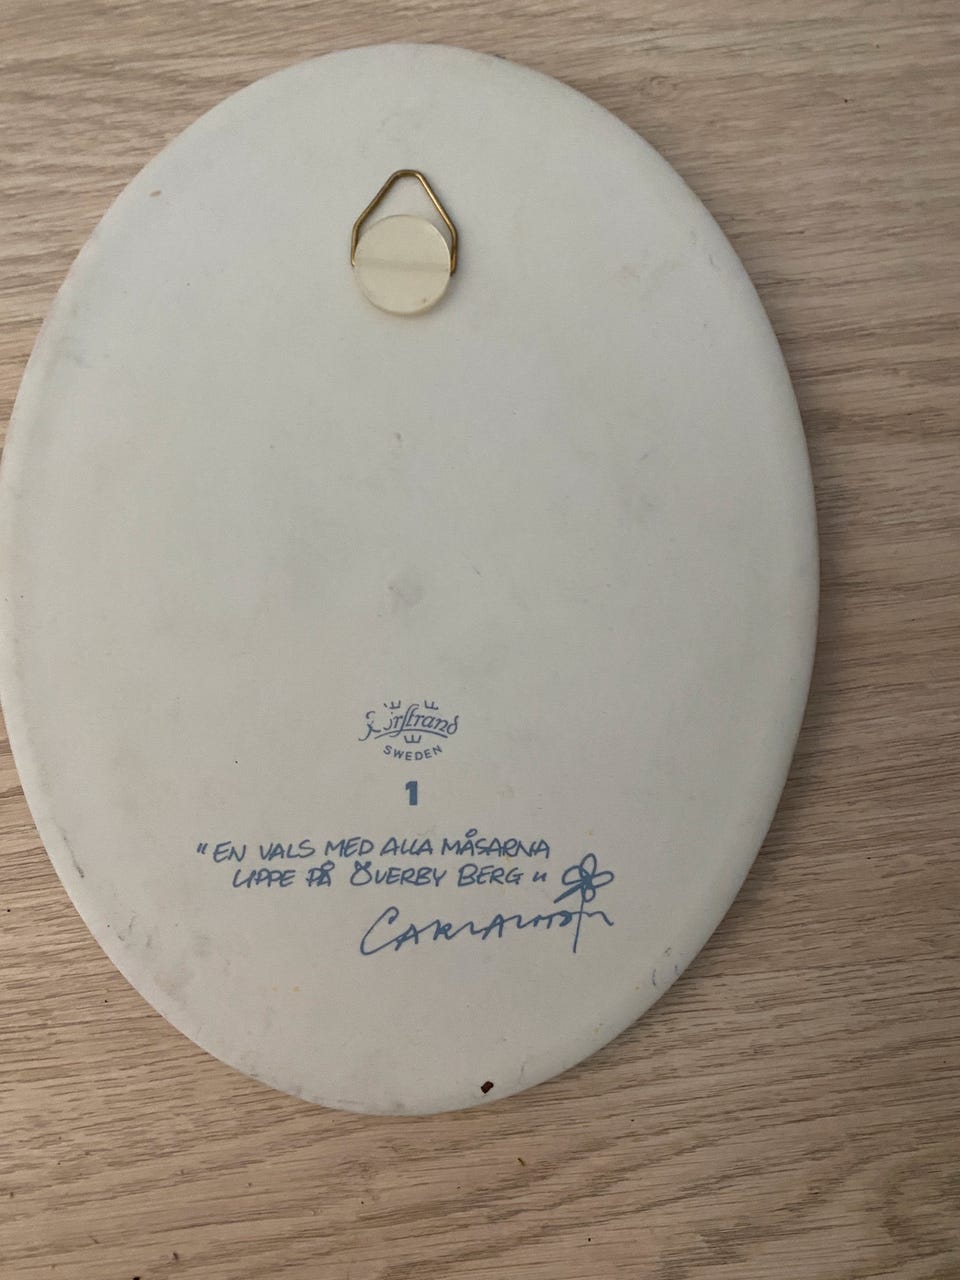 Rörstrand
SWEDEN
1
"EN VALS MED ALLA MÅSARNA
UPPE PÅ ÖVERBY BERG"